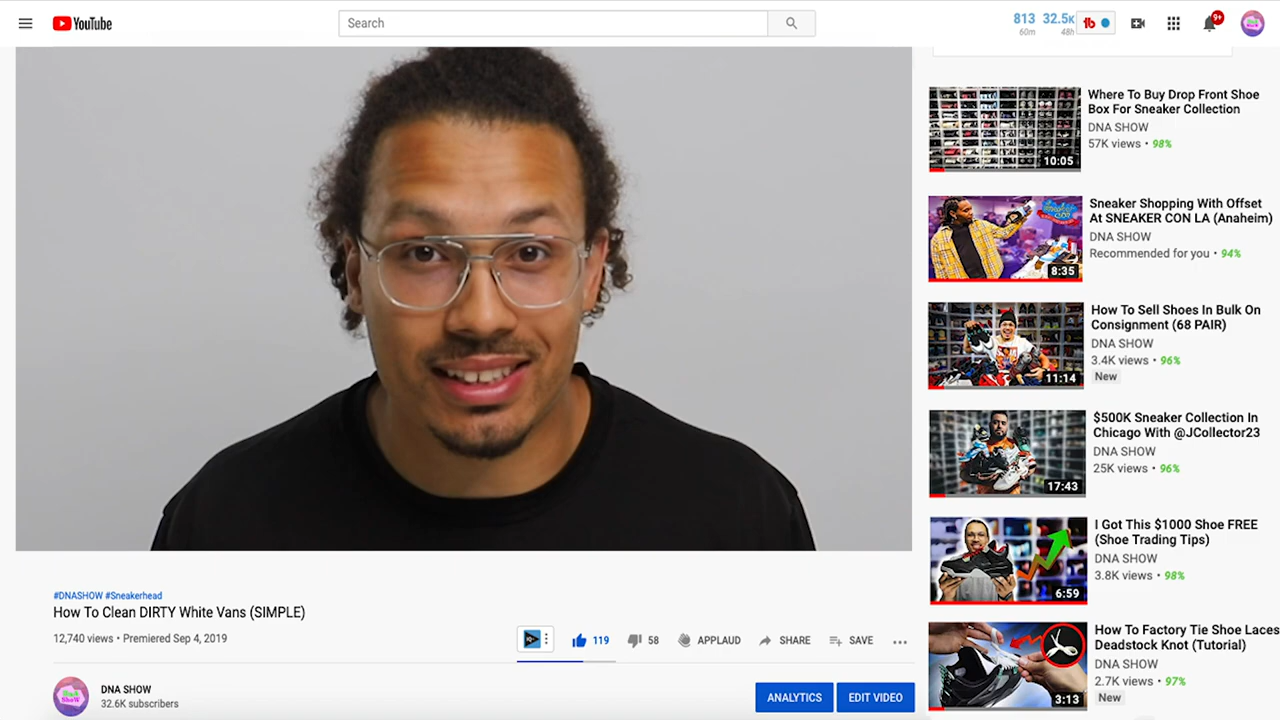 YouTube
Search
813 32.5K
60m 48h
9+
#DNASHOW #Sneakerhead
How To Clean DIRTY White Vans (SIMPLE)
12,740 views • Premiered Sep 4, 2019
119
58
APPLAUD
SHARE
SAVE
DNA SHOW
32.6K subscribers
ANALYTICS
EDIT VIDEO
Where To Buy Drop Front Shoe
Box For Sneaker Collection
DNA SHOW
57K views • 98%
10:05
Sneaker Shopping With Offset
At SNEAKER CON LA (Anaheim)
DNA SHOW
Recommended for you • 94%
8:35
How To Sell Shoes In Bulk On
Consignment (68 PAIR)
DNA SHOW
3.4K views • 96%
New
11:14
$500K Sneaker Collection In
Chicago With @JCollector23
DNA SHOW
25K views • 96%
17:43
I Got This $1000 Shoe FREE
(Shoe Trading Tips)
DNA SHOW
3.8K views • 98%
6:59
How To Factory Tie Shoe Laces
Deadstock Knot (Tutorial)
DNA SHOW
2.7K views • 97%
New
3:13